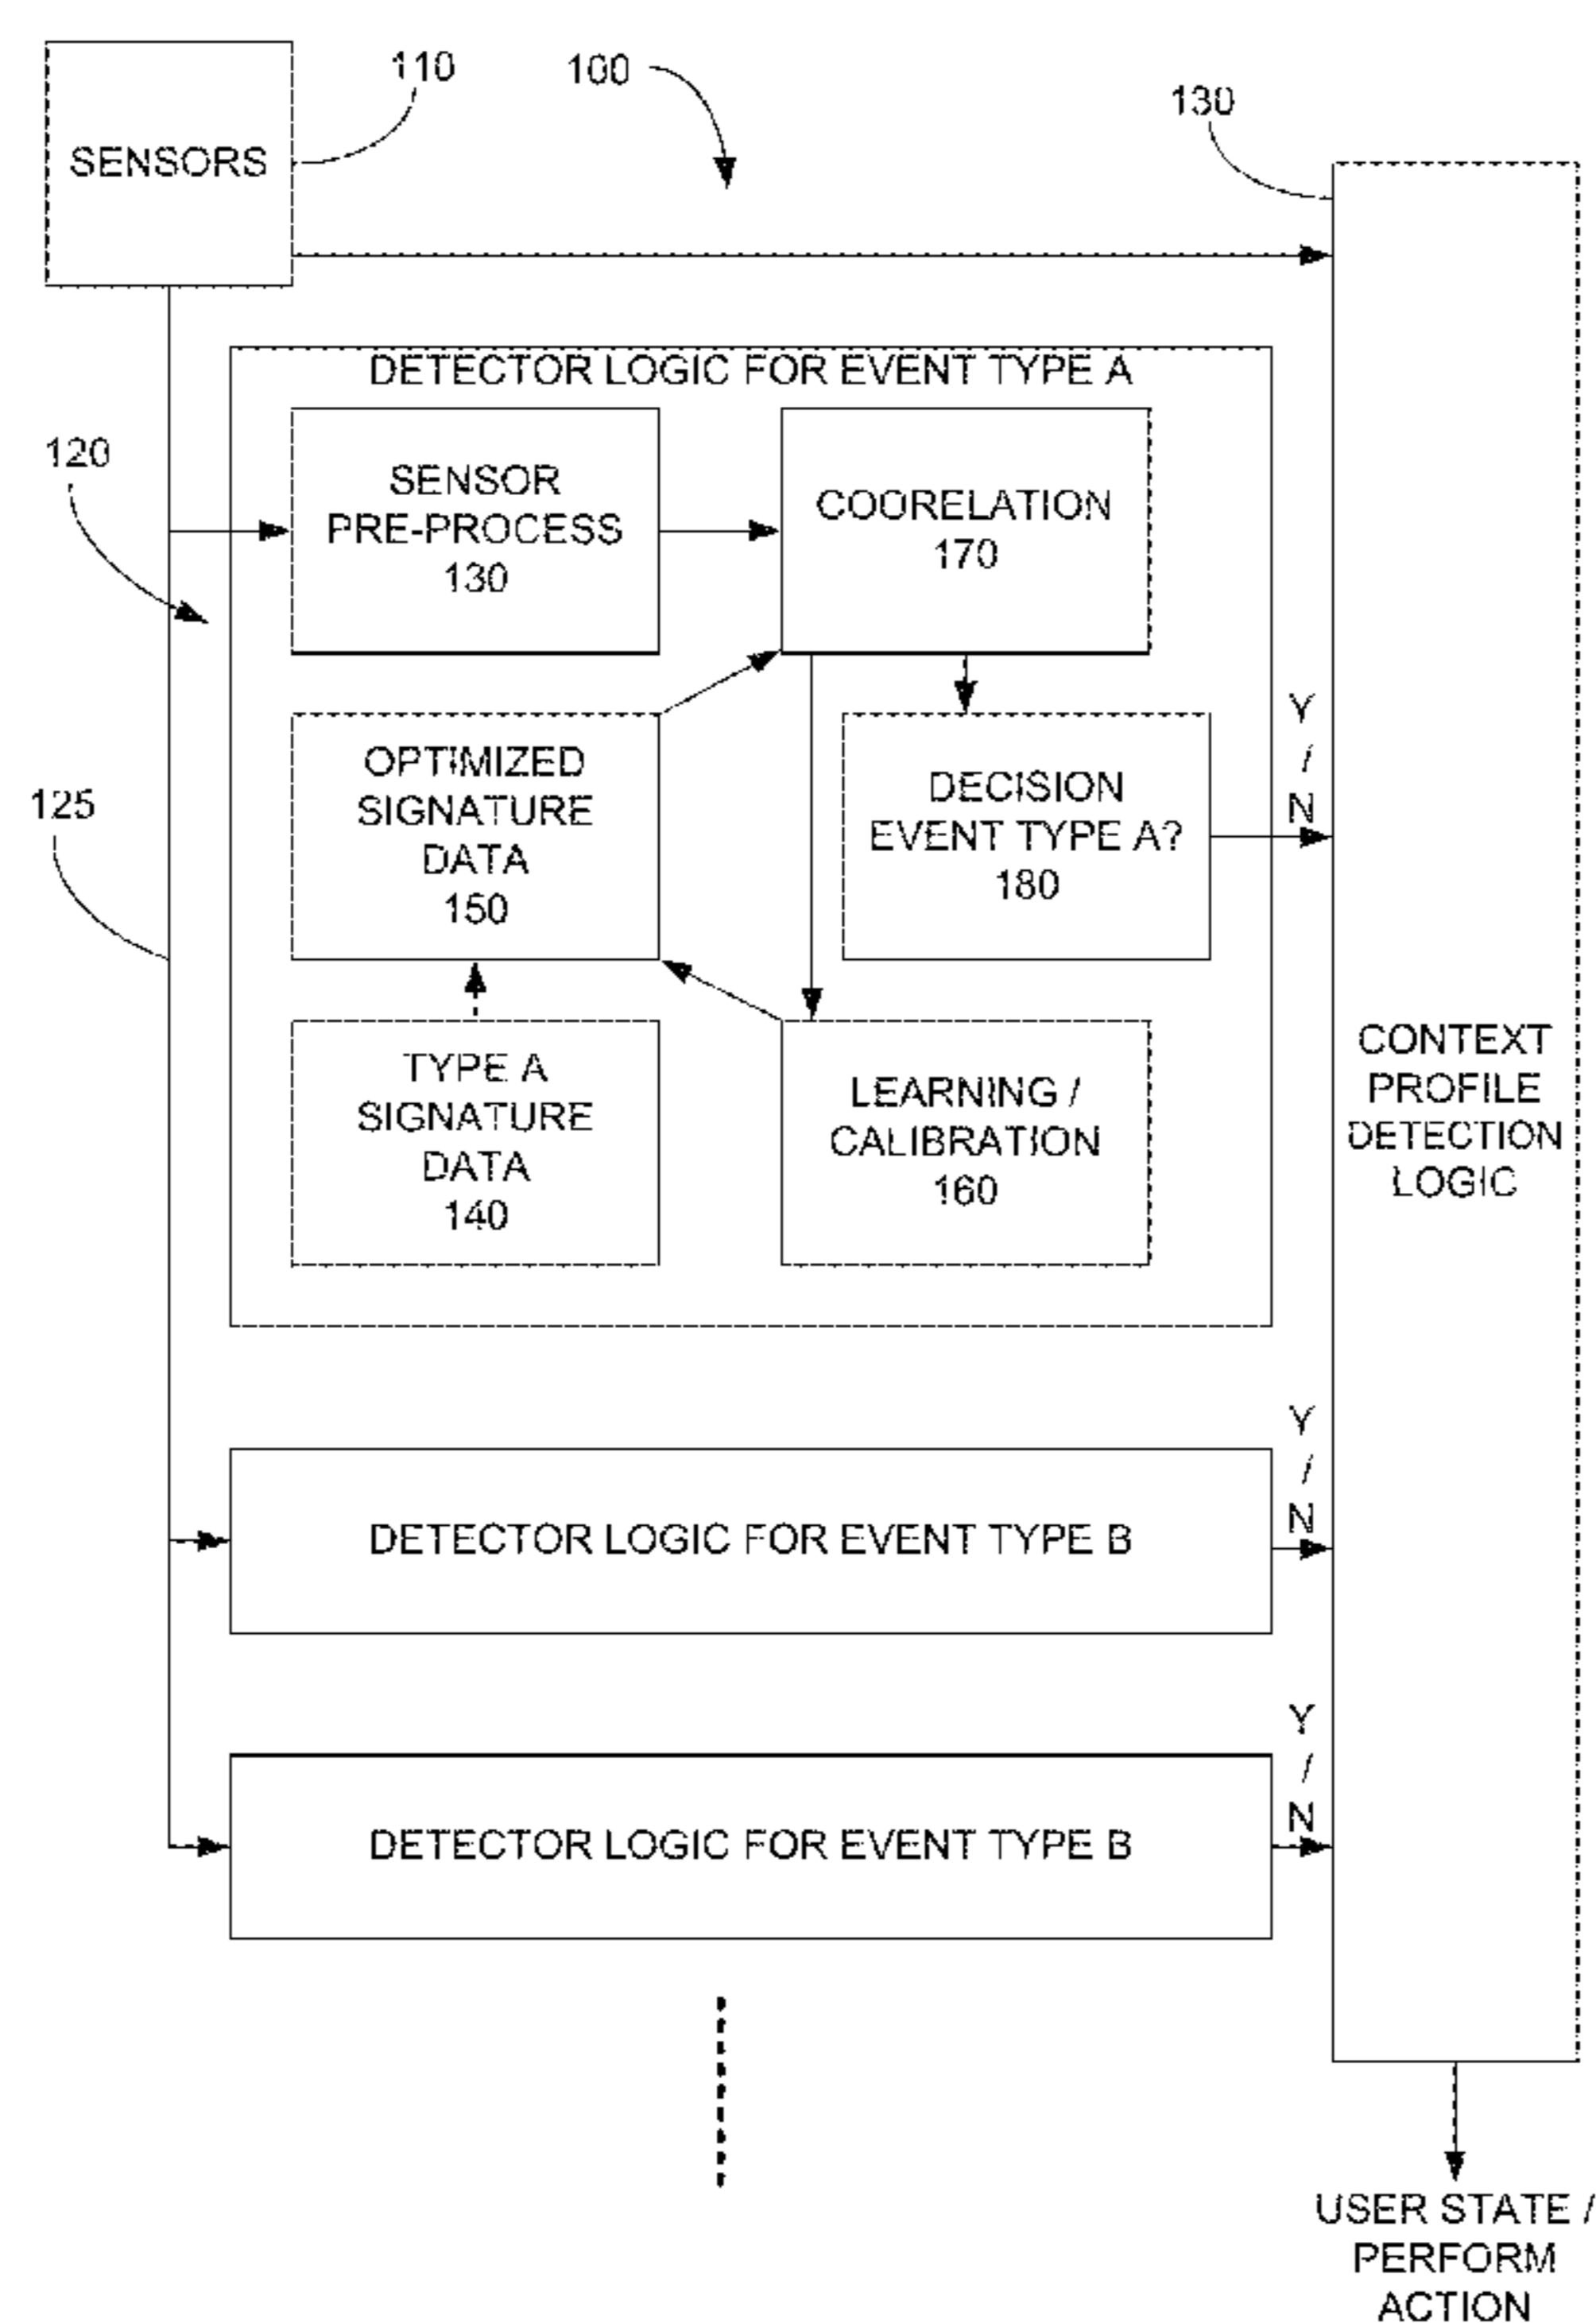 110
100
130
SENSORS
DETECTOR LOGIC FOR EVENT TYPE A
120
SENSOR
PRE-PROCESS
130
COORELATION
170
125
OPTIMIZED
SIGNATURE
DATA
150
DECISION
EVENT TYPE A?
180
Y
/
N
TYPE A
SIGNATURE
DATA
140
LEARNING /
CALIBRATION
160
CONTEXT
PROFILE
DETECTION
LOGIC
DETECTOR LOGIC FOR EVENT TYPE B
Y
/
N
DETECTOR LOGIC FOR EVENT TYPE B
Y
/
N
USER STATE /
PERFORM
ACTION